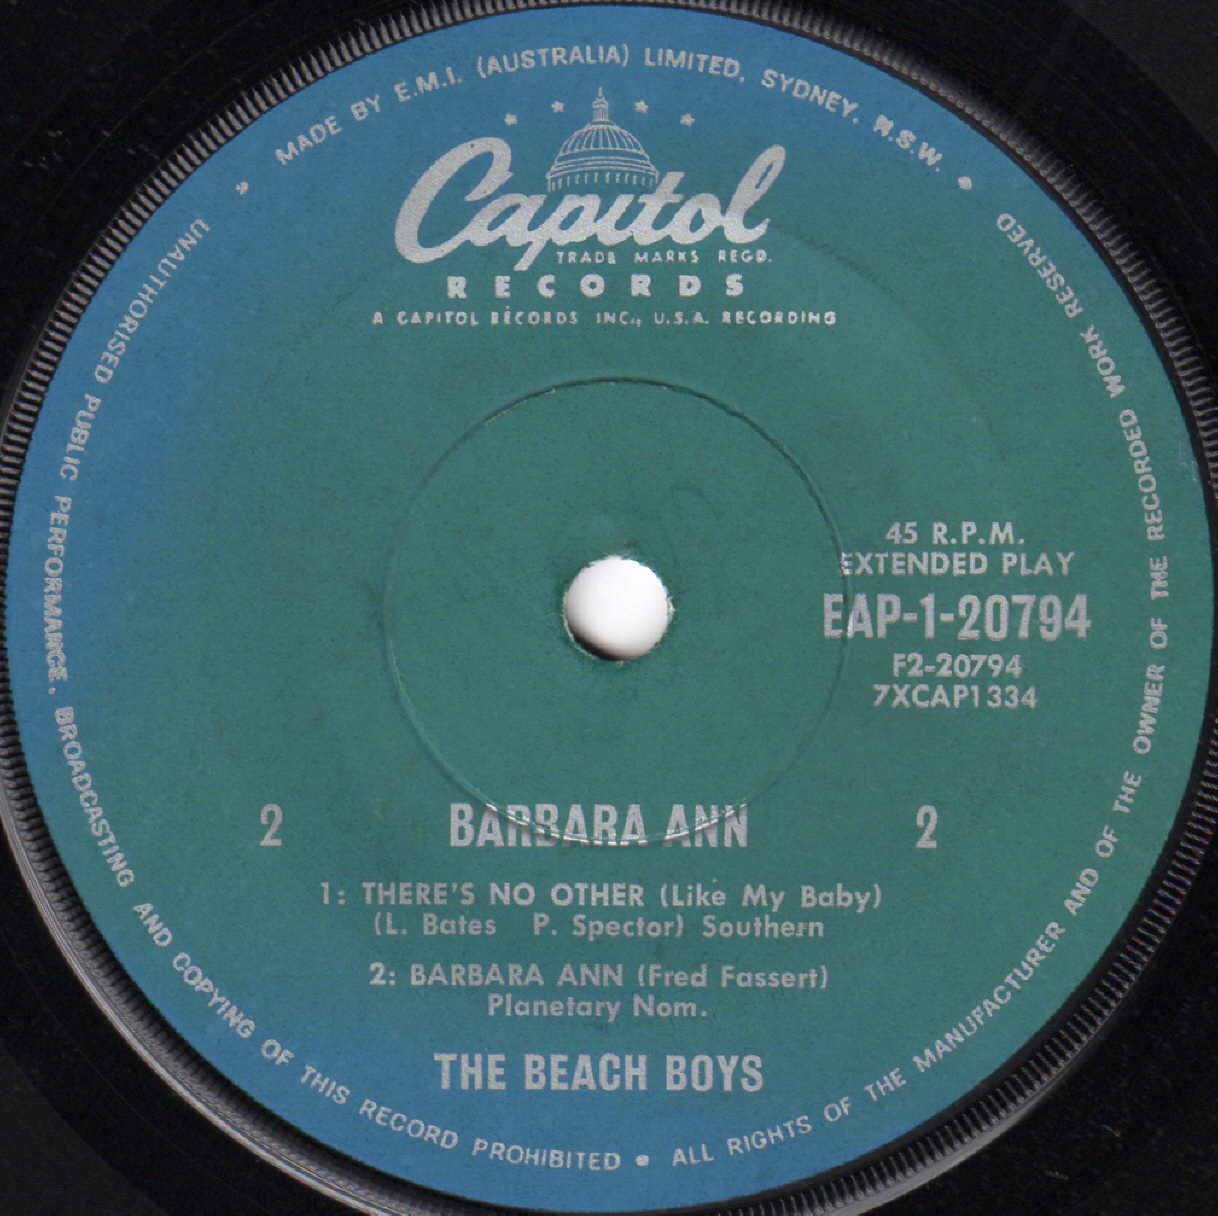 MADE BY E.M.I. (AUSTRALIA) LIMITED, SYDNEY, N.S.W.
Capitol
TRADE MARKS REGD.
RECORDS
A CAPITOL RECORDS INC., U.S.A. RECORDING
45 R.P.M.
EXTENDED PLAY
EAP-1-20794
F2-20794
7XCAP1334
2 BARBARA ANN 2
1: THERE'S NO OTHER (Like My Baby)
(L. Bates P. Spector) Southern
2: BARBARA ANN (Fred Fassert)
Planetary Nom.
THE BEACH BOYS
UNAUTHORISED PUBLIC PERFORMANCE, BROADCASTING AND COPYING OF THIS RECORD PROHIBITED • ALL RIGHTS OF THE MANUFACTURER AND OF THE OWNER OF THE RECORDED WORK RESERVED